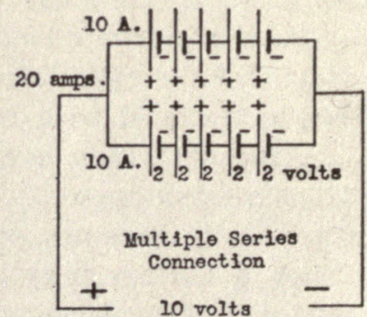 10 A.
- - - - -
20 amps.
+ + + + +
+ + + + +
- - - - -
10 A.
2 2 2 2 2 volts
Multiple Series
Connection
+ -
10 volts